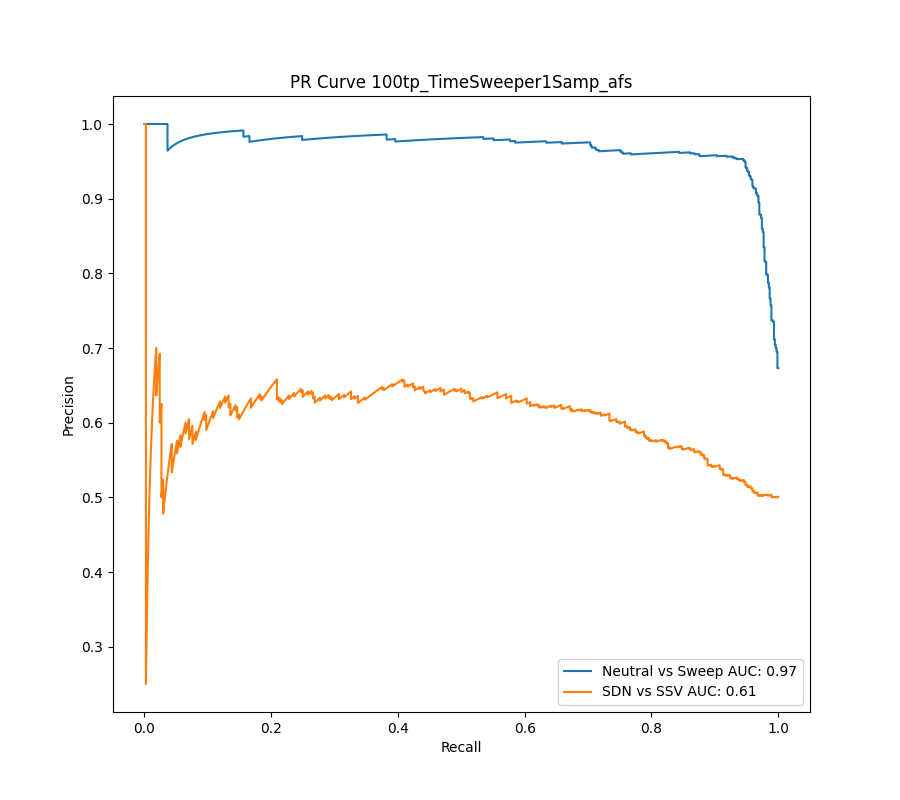 PR Curve 100tp_TimeSweeper1Samp_afs
1.0
0.9
0.8
0.7
0.6
0.5
0.4
0.3
Precision
0.0 0.2 0.4 0.6 0.8 1.0
Recall
Neutral vs Sweep AUC: 0.97
SDN vs SSV AUC: 0.61